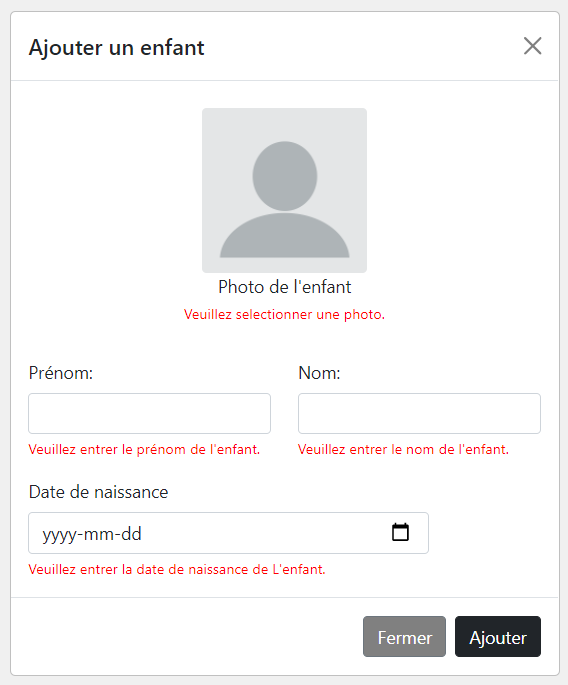 Ajouter un enfant
Photo de l'enfant
Veuillez selectionner une photo.
Prénom:
Nom:
Veuillez entrer le prénom de l'enfant.
Veuillez entrer le nom de l'enfant.
Date de naissance
yyyy-mm-dd
Veuillez entrer la date de naissance de L'enfant.
Fermer
Ajouter